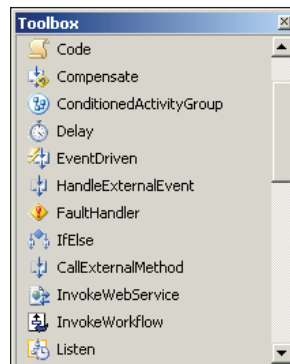 Toolbox
Code
Compensate
ConditionedActivityGroup
Delay
EventDriven
HandleExternalEvent
FaultHandler
IfElse
CallExternalMethod
InvokeWebService
InvokeWorkflow
Listen